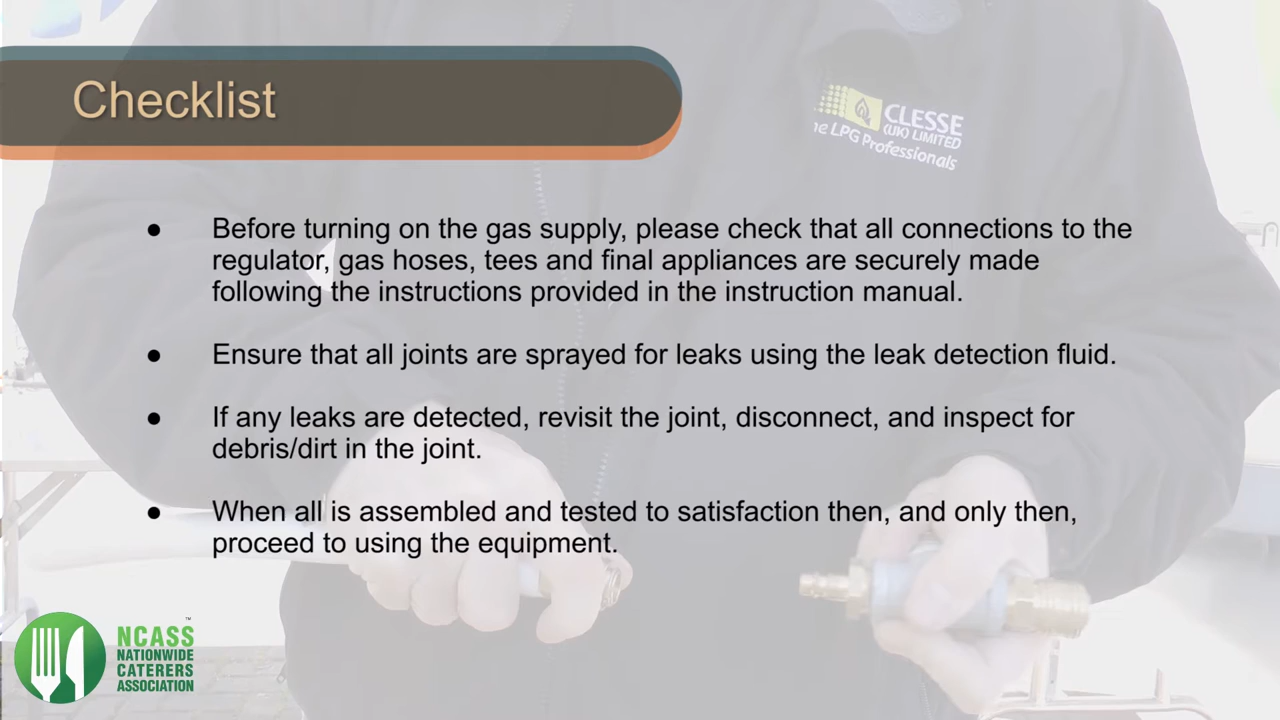 Checklist
CLESSE
(UK) LIMITED
The LPG Professionals
● Before turning on the gas supply, please check that all connections to the
regulator, gas hoses, tees and final appliances are securely made
following the instructions provided in the instruction manual.
● Ensure that all joints are sprayed for leaks using the leak detection fluid.
● If any leaks are detected, revisit the joint, disconnect, and inspect for
debris/dirt in the joint.
● When all is assembled and tested to satisfaction then, and only then,
proceed to using the equipment.
NCASS™
NATIONWIDE
CATERERS
ASSOCIATION